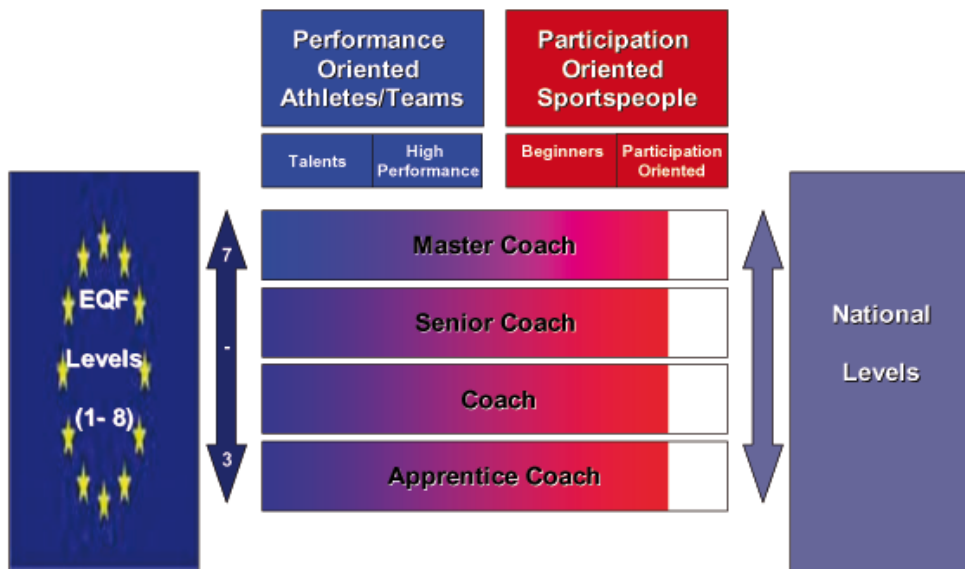 Performance
Oriented
Athletes/Teams
Participation
Oriented
Sportspeople
Talents
High
Performance
Beginners
Participation
Oriented
EQF
Levels
(1- 8)
7
-
3
Master Coach
Senior Coach
Coach
Apprentice Coach
National
Levels